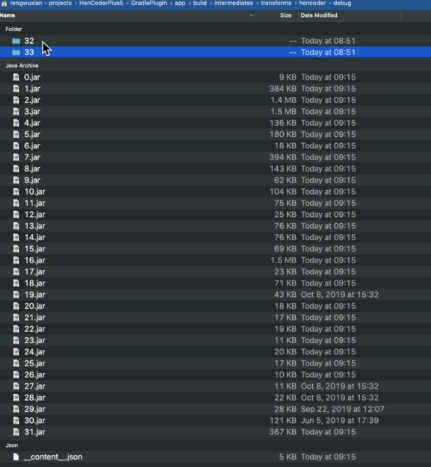 rengwuxian › projects › HenCoderPlus5 › GradlePlugin › app › build › intermediates › transforms › hencoder › debug
Name Size Date Modified
Folder
32 -- Today at 08:51
33 -- Today at 08:51
Java Archive
0.jar 9 KB Today at 09:15
1.jar 384 KB Today at 09:15
2.jar 1.4 MB Today at 09:15
3.jar 1.5 MB Today at 09:15
4.jar 136 KB Today at 09:15
5.jar 180 KB Today at 09:15
6.jar 18 KB Today at 09:15
7.jar 394 KB Today at 09:15
8.jar 143 KB Today at 09:15
9.jar 62 KB Today at 09:15
10.jar 104 KB Today at 09:15
11.jar 75 KB Today at 09:15
12.jar 25 KB Today at 09:15
13.jar 76 KB Today at 09:15
14.jar 76 KB Today at 09:15
15.jar 69 KB Today at 09:15
16.jar 1.5 MB Today at 09:15
17.jar 23 KB Today at 09:15
18.jar 71 KB Today at 09:15
19.jar 43 KB Oct 8, 2019 at 15:32
20.jar 18 KB Today at 09:15
21.jar 17 KB Today at 09:15
22.jar 19 KB Today at 09:15
23.jar 11 KB Today at 09:15
24.jar 20 KB Today at 09:15
25.jar 17 KB Today at 09:15
26.jar 10 KB Today at 09:15
27.jar 11 KB Oct 8, 2019 at 15:32
28.jar 22 KB Oct 8, 2019 at 15:32
29.jar 28 KB Sep 22, 2019 at 12:07
30.jar 121 KB Jun 5, 2019 at 17:39
31.jar 367 KB Today at 09:15
Json
__content__.json 5 KB Today at 09:15